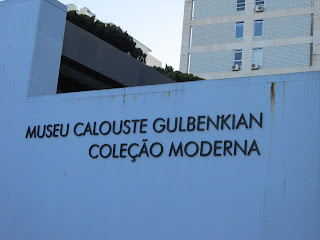 MUSEU CALOUSTE GULBENKIAN
COLEÇÃO MODERNA